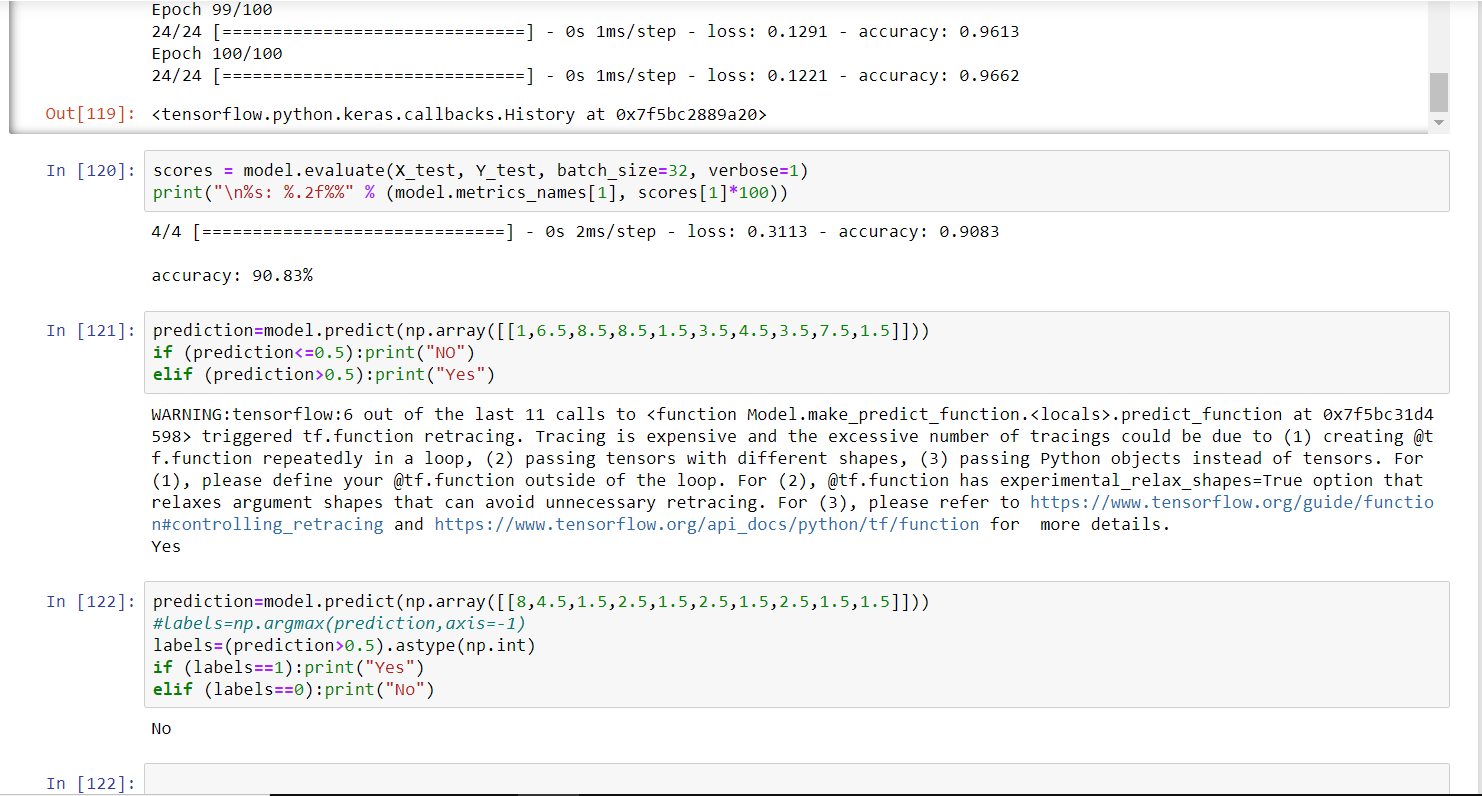 Epoch 99/100
24/24 [==============================] - 0s 1ms/step - loss: 0.1291 - accuracy: 0.9613
Epoch 100/100
24/24 [==============================] - 0s 1ms/step - loss: 0.1221 - accuracy: 0.9662
Out[119]: <tensorflow.python.keras.callbacks.History at 0x7f5bc2889a20>
In [120]: scores = model.evaluate(X_test, Y_test, batch_size=32, verbose=1)
print("\n%s: %.2f%%" % (model.metrics_names[1], scores[1]*100))
4/4 [==============================] - 0s 2ms/step - loss: 0.3113 - accuracy: 0.9083
accuracy: 90.83%
In [121]: prediction=model.predict(np.array([[1,6.5,8.5,8.5,1.5,3.5,4.5,3.5,7.5,1.5]]))
if (prediction<=0.5):print("NO")
elif (prediction>0.5):print("Yes")
WARNING:tensorflow:6 out of the last 11 calls to <function Model.make_predict_function.<locals>.predict_function at 0x7f5bc31d4
598> triggered tf.function retracing. Tracing is expensive and the excessive number of tracings could be due to (1) creating @t
f.function repeatedly in a loop, (2) passing tensors with different shapes, (3) passing Python objects instead of tensors. For
(1), please define your @tf.function outside of the loop. For (2), @tf.function has experimental_relax_shapes=True option that
relaxes argument shapes that can avoid unnecessary retracing. For (3), please refer to https://www.tensorflow.org/guide/functio
n#controlling_retracing and https://www.tensorflow.org/api_docs/python/tf/function for  more details.
Yes
In [122]: prediction=model.predict(np.array([[8,4.5,1.5,2.5,1.5,2.5,1.5,2.5,1.5,1.5]]))
#labels=np.argmax(prediction,axis=-1)
labels=(prediction>0.5).astype(np.int)
if (labels==1):print("Yes")
elif (labels==0):print("No")
No
In [122]: